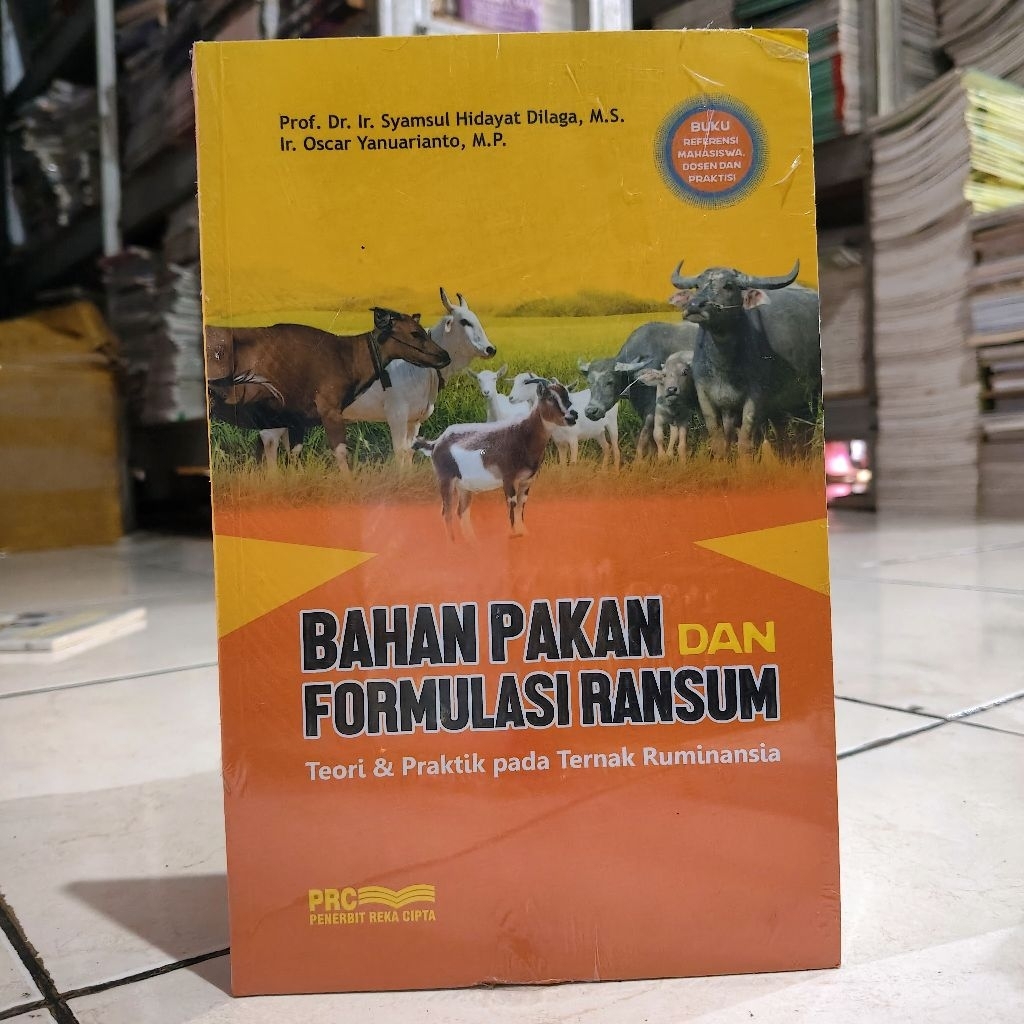 Prof. Dr. Ir. Syamsul Hidayat Dilaga, M.S.
Ir. Oscar Yanuarianto, M.P.
BUKU
REFERENSI
MAHASISWA,
DOSEN DAN
PRAKTISI
BAHAN PAKAN DAN
FORMULASI RANSUM
Teori & Praktik pada Ternak Ruminansia
PRC
PENERBIT REKA CIPTA